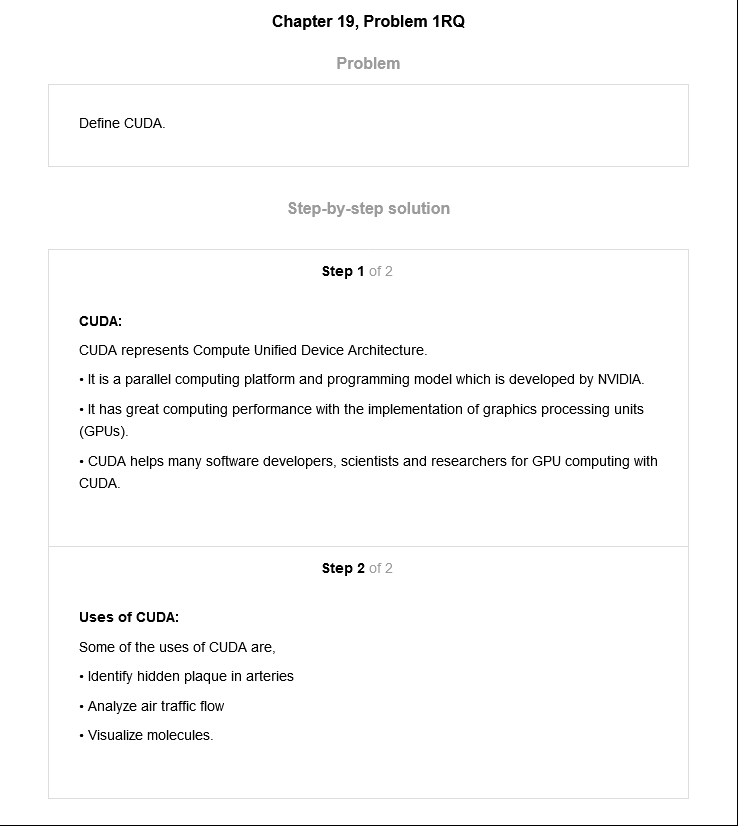 Chapter 19, Problem 1RQ
Problem
Define CUDA.
Step-by-step solution
Step 1 of 2
CUDA:
CUDA represents Compute Unified Device Architecture.
• It is a parallel computing platform and programming model which is developed by NVIDIA.
• It has great computing performance with the implementation of graphics processing units
(GPUs).
• CUDA helps many software developers, scientists and researchers for GPU computing with
CUDA.
Step 2 of 2
Uses of CUDA:
Some of the uses of CUDA are,
• Identify hidden plaque in arteries
• Analyze air traffic flow
• Visualize molecules.